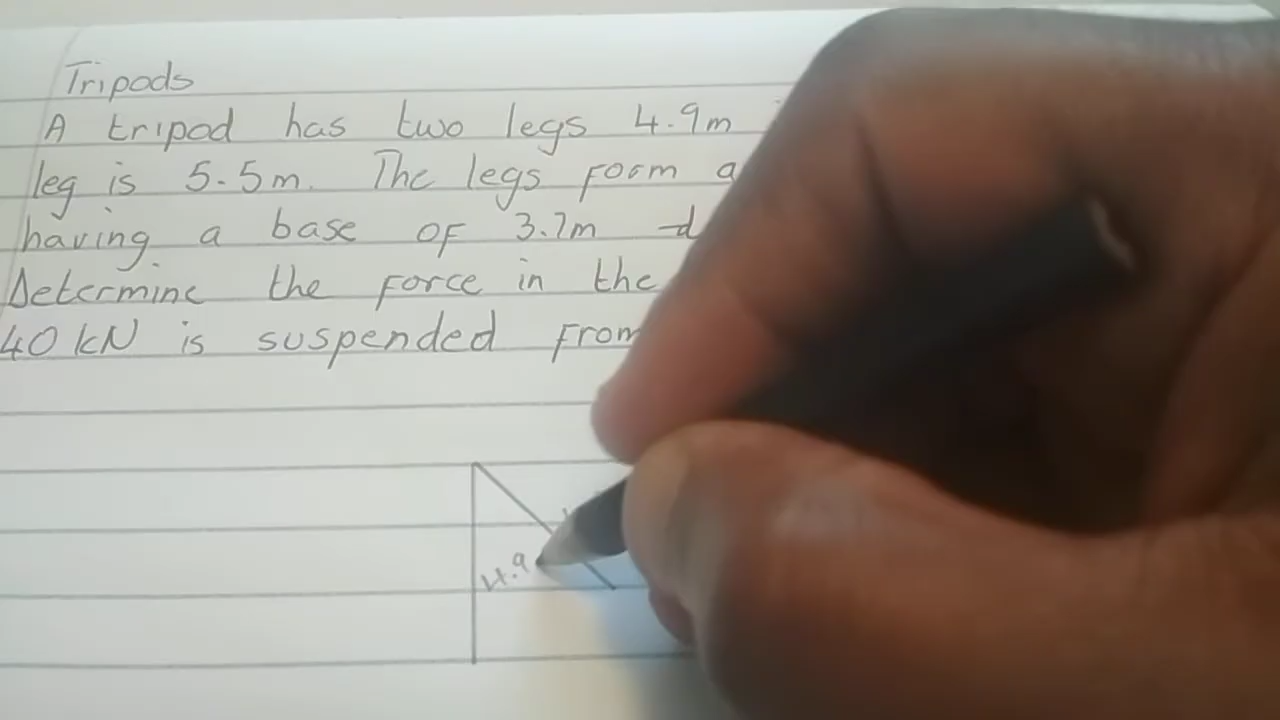 Tripods
A tripod has two legs 4.9m
leg is 5.5m. The legs form a
having a base of 3.7m
Determine the force in the
40 kN is suspended from
4.9